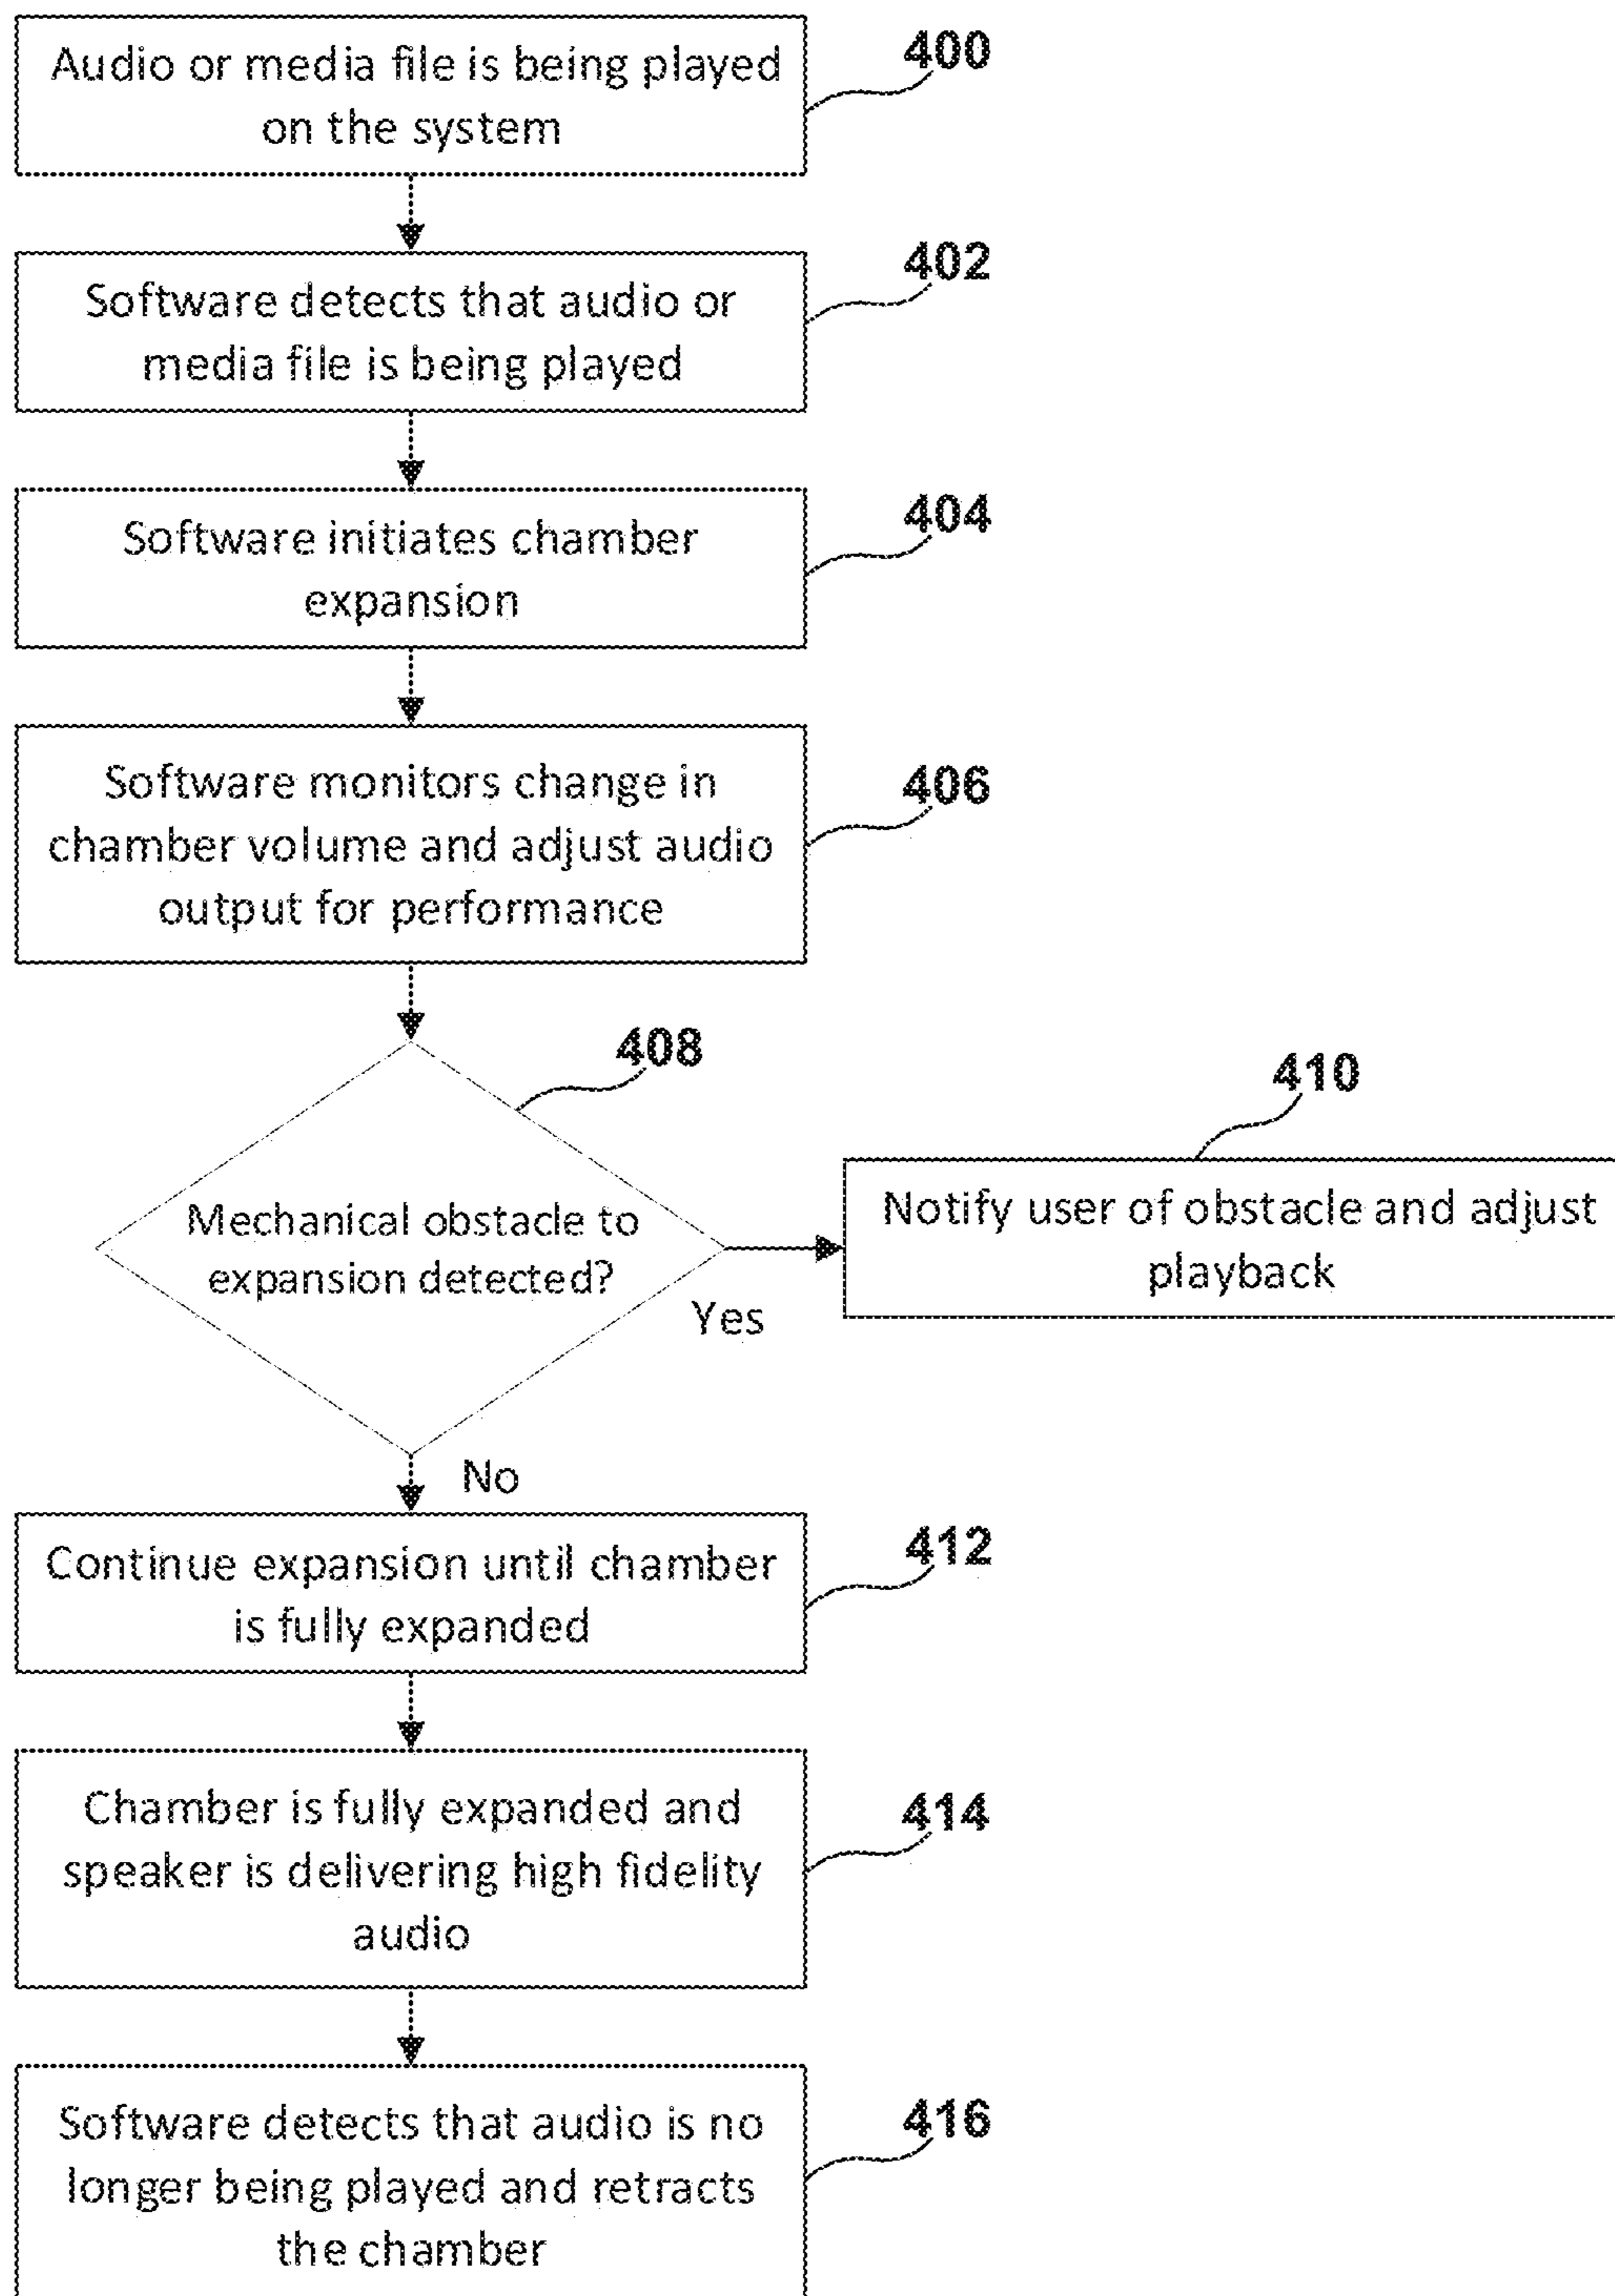 Audio or media file is being played
on the system
400
Software detects that audio or
media file is being played
402
Software initiates chamber
expansion
404
Software monitors change in
chamber volume and adjust audio
output for performance
406
408
Mechanical obstacle to
expansion detected?
Yes
410
Notify user of obstacle and adjust
playback
No
Continue expansion until chamber
is fully expanded
412
Chamber is fully expanded and
speaker is delivering high fidelity
audio
414
Software detects that audio is no
longer being played and retracts
the chamber
416